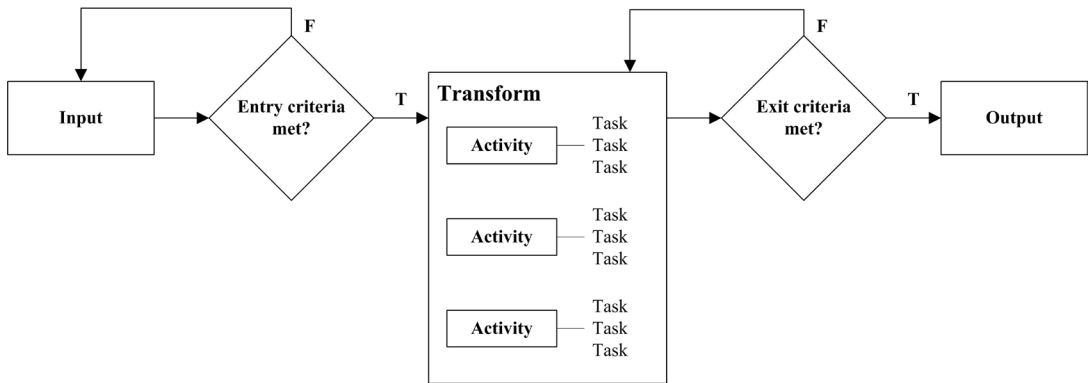 F
F
Input
Entry criteria
met?
T
Transform
Activity
Task
Task
Task
Activity
Task
Task
Task
Activity
Task
Task
Task
Exit criteria
met?
T
Output